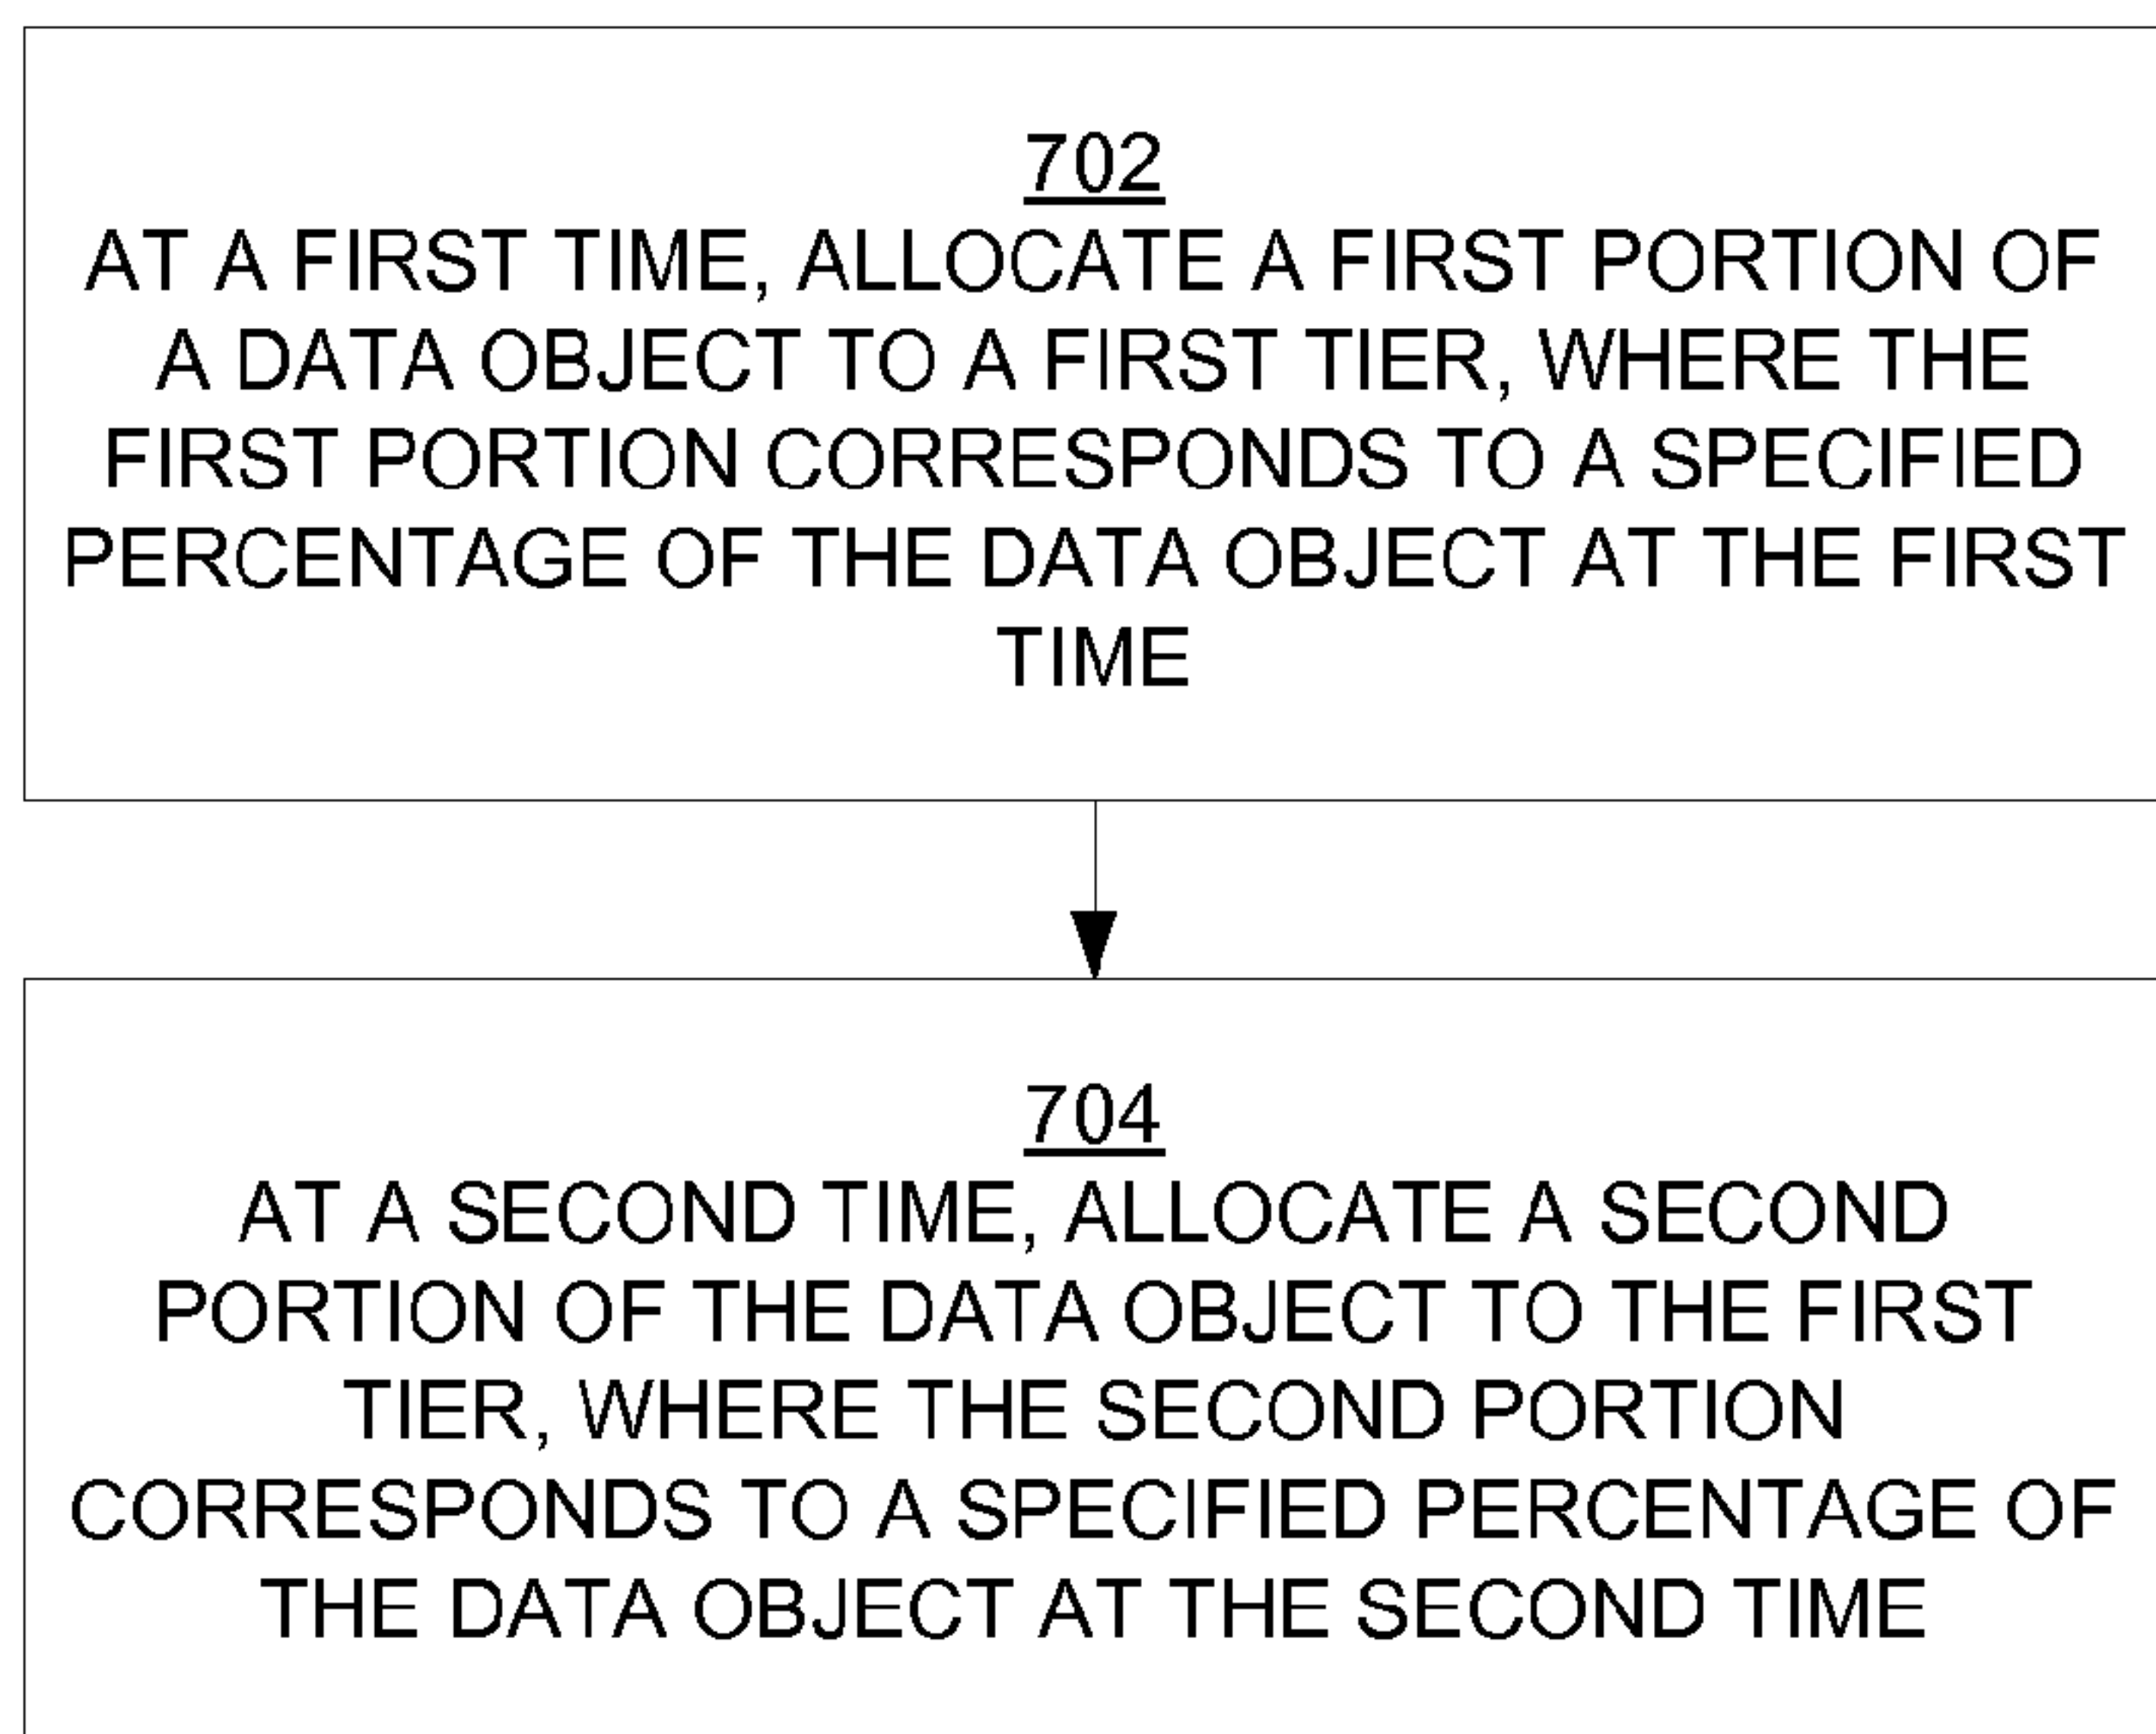 702
AT A FIRST TIME, ALLOCATE A FIRST PORTION OF
A DATA OBJECT TO A FIRST TIER, WHERE THE
FIRST PORTION CORRESPONDS TO A SPECIFIED
PERCENTAGE OF THE DATA OBJECT AT THE FIRST
TIME
704
AT A SECOND TIME, ALLOCATE A SECOND
PORTION OF THE DATA OBJECT TO THE FIRST
TIER, WHERE THE SECOND PORTION
CORRESPONDS TO A SPECIFIED PERCENTAGE OF
THE DATA OBJECT AT THE SECOND TIME